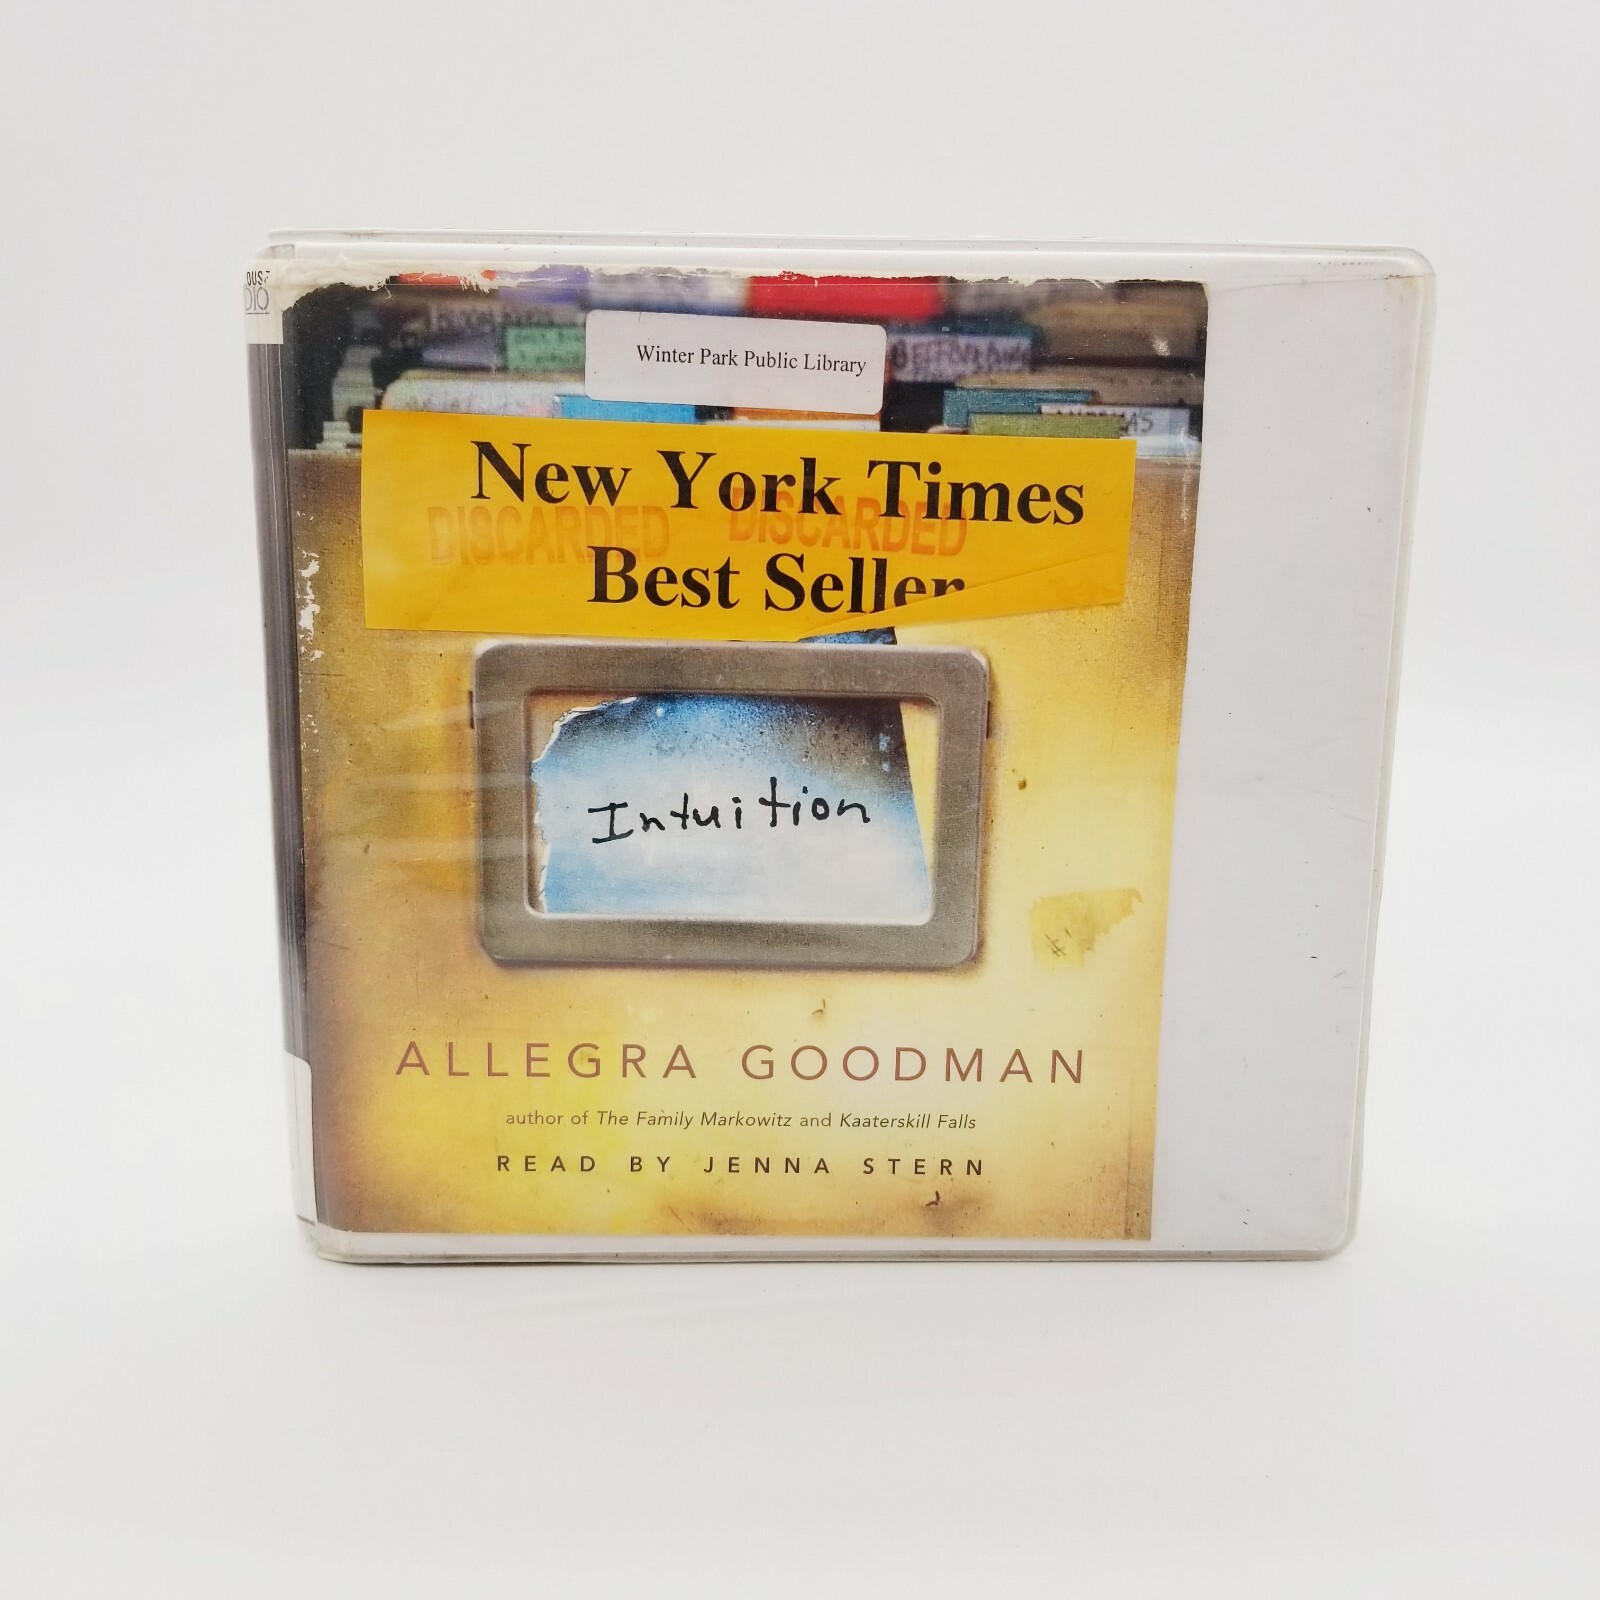 Winter Park Public Library
New York Times
DISCARDED DISCARDED
Best Seller
Intuition
ALLEGRA GOODMAN
author of The Family Markowitz and Kaaterskill Falls
READ BY JENNA STERN